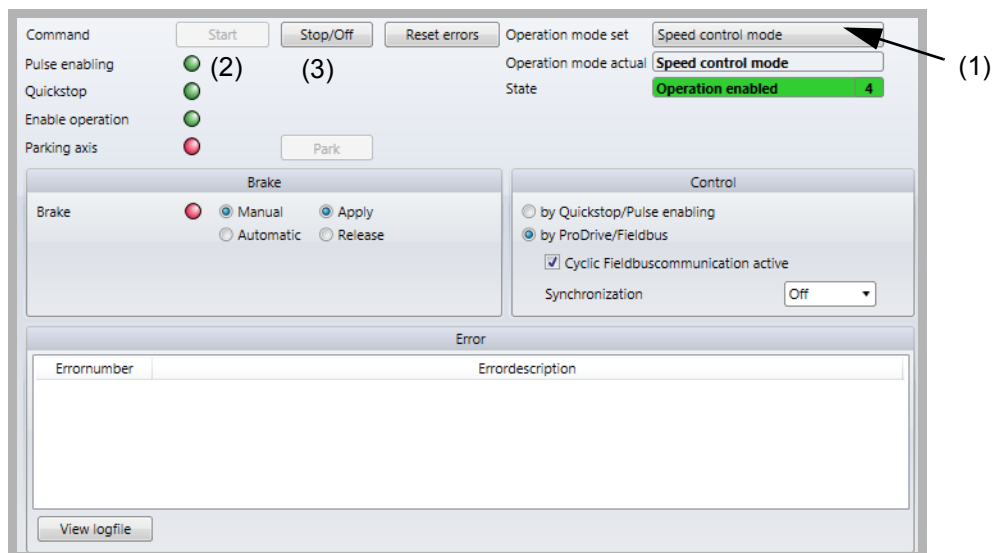 Command Start Stop/Off Reset errors Operation mode set Speed control mode
(1)
Pulse enabling (2) (3) Operation mode actual Speed control mode
Quickstop State Operation enabled 4
Enable operation
Parking axis Park
Brake Control
Brake Manual Apply by Quickstop/Pulse enabling
Automatic Release by ProDrive/Fieldbus
Cyclic Fieldbuscommunication active
Synchronization Off
Error
Errornumber Errordescription
View logfile